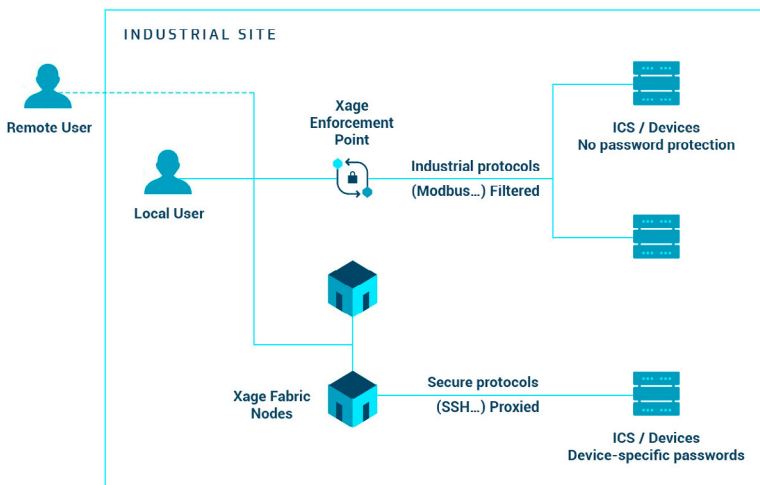 INDUSTRIAL SITE
Remote User
Local User
Xage
Enforcement
Point
Industrial protocols
(Modbus...) Filtered
ICS / Devices
No password protection
Xage Fabric
Nodes
Secure protocols
(SSH...) Proxied
ICS / Devices
Device-specific passwords